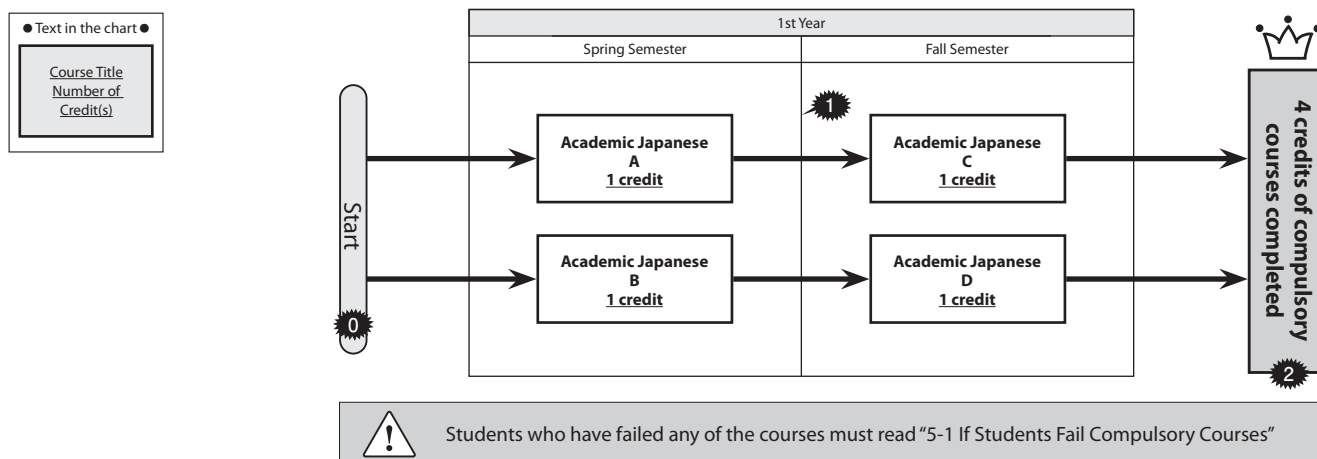 ● Text in the chart ●
Course Title
Number of
Credit(s)
1st Year
Spring Semester
Fall Semester
Start
0
Academic Japanese
A
1 credit
1
Academic Japanese
C
1 credit
Academic Japanese
B
1 credit
Academic Japanese
D
1 credit
4 credits of compulsory
courses completed
2
! Students who have failed any of the courses must read “5-1 If Students Fail Compulsory Courses”